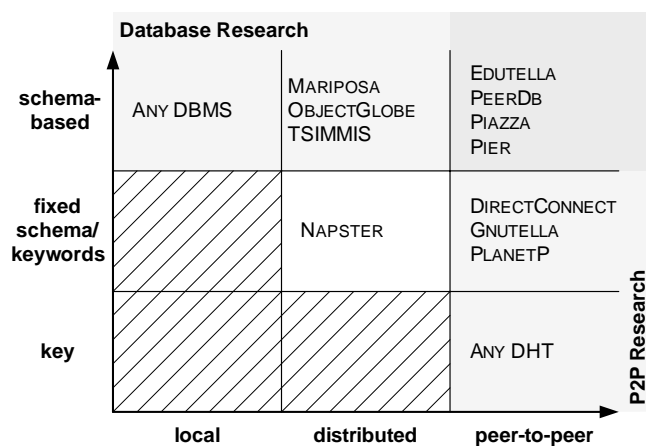 Database Research
schema-
based
ANY DBMS
MARIPOSA
OBJECTGLOBE
TSIMMIS
EDUTELLA
PEERDB
PIAZZA
PIER
fixed
schema/
keywords
NAPSTER
DIRECTCONNECT
GNUTELLA
PLANETP
key
ANY DHT
P2P Research
local
distributed
peer-to-peer